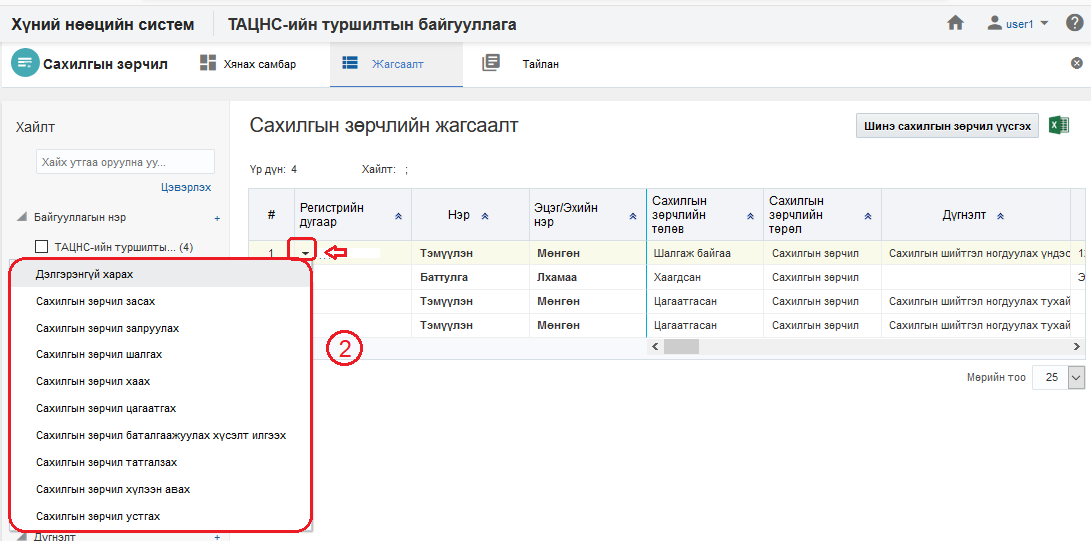 Хүний нөөцийн систем
ТАЦНС-ийн туршилтын байгууллага
user1
Сахилгын зөрчил
Хянах самбар
Жагсаалт
Тайлан
Хайлт
Хайх утгаа оруулна уу...
Цэвэрлэх
Байгууллагын нэр +
ТАЦНС-ийн туршилты... (4)
Дэлгэрэнгүй харах
Сахилгын зөрчил засах
Сахилгын зөрчил залруулах
Сахилгын зөрчил шалгах
Сахилгын зөрчил хаах
Сахилгын зөрчил цагаатгах
Сахилгын зөрчил баталгаажуулах хүсэлт илгээх
Сахилгын зөрчил татгалзах
Сахилгын зөрчил хүлээн авах
Сахилгын зөрчил устгах
Дүгнэлт +
Сахилгын зөрчлийн жагсаалт
Шинэ сахилгын зөрчил үүсгэх
Үр дүн: 4 Хайлт: ;
# Регистрийн дугаар Нэр Эцэг/Эхийн нэр Сахилгын зөрчлийн төлөв Сахилгын зөрчлийн төрөл Дүгнэлт
1 Тэмүүлэн Мөнгөн Шалгаж байгаа Сахилгын зөрчил Сахилгын шийтгэл ногдуулах үндэс 12
Баттулга Лхамаа Хаагдсан Сахилгын зөрчил Э
Тэмүүлэн Мөнгөн Цагаатгасан Сахилгын зөрчил Сахилгын шийтгэл ногдуулах тухай
Тэмүүлэн Мөнгөн Цагаатгасан Сахилгын зөрчил Сахилгын шийтгэл ногдуулах тухай
2
Мөрийн тоо 25